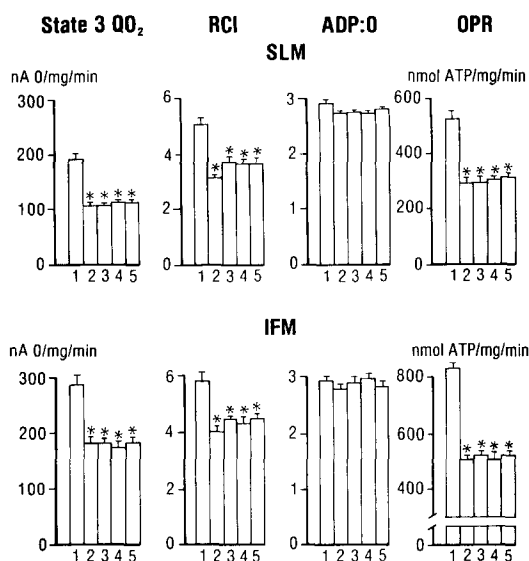 State 3 QO₂ RCI ADP:O OPR
SLM
nA O/mg/min nmol ATP/mg/min
300 6 3 600
200 4 2 400
100 2 1 200
0 0 0 0
* * * * * * * * * * * *
1 2 3 4 5 1 2 3 4 5 1 2 3 4 5 1 2 3 4 5
IFM
nA O/mg/min nmol ATP/mg/min
300 6 3 800
200 4 2 600
100 2 1 400
0 0 0 0
* * * * * * * * * * * *
1 2 3 4 5 1 2 3 4 5 1 2 3 4 5 1 2 3 4 5